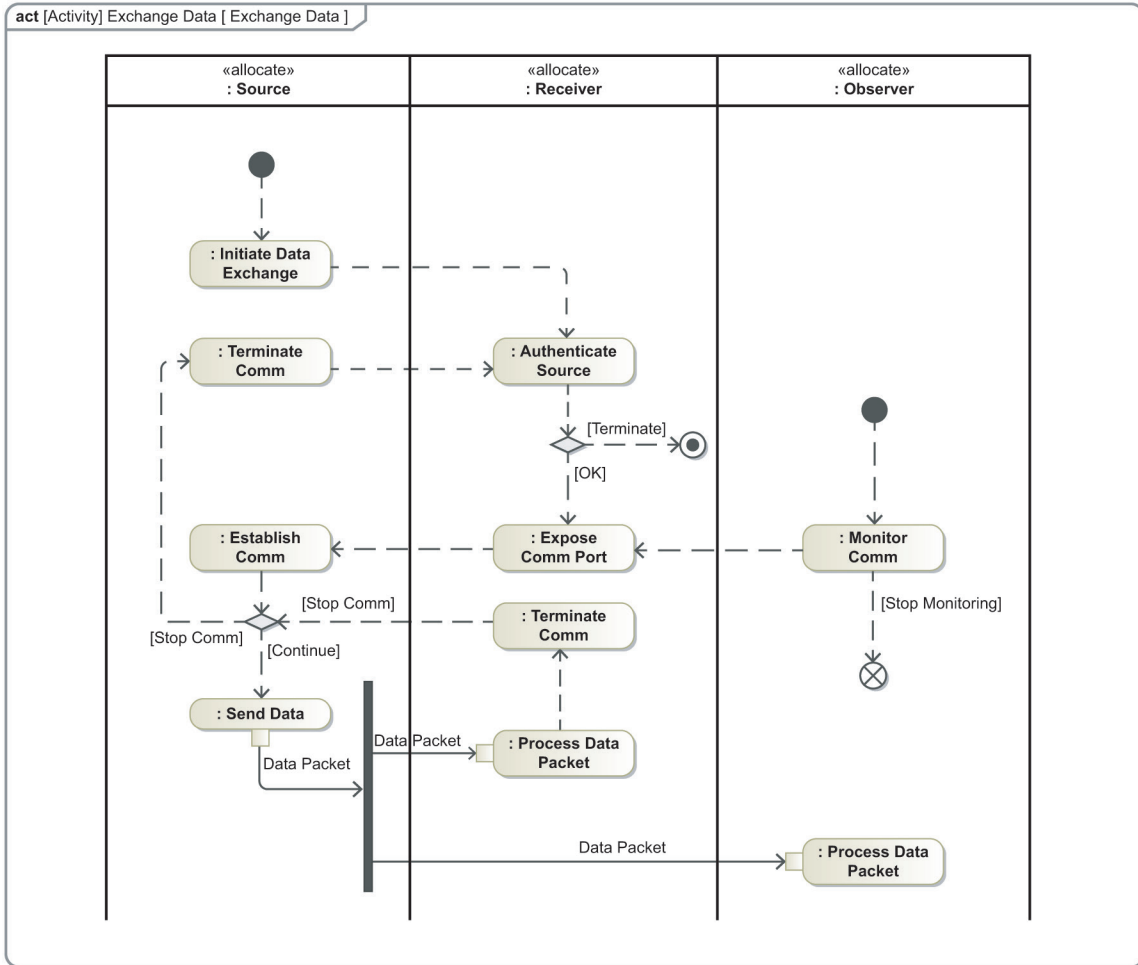 act [Activity] Exchange Data [ Exchange Data ]
«allocate»
: Source
«allocate»
: Receiver
«allocate»
: Observer
: Initiate Data
Exchange
: Terminate
Comm
: Authenticate
Source
[Terminate]
[OK]
: Establish
Comm
: Expose
Comm Port
: Monitor
Comm
[Stop Comm]
[Stop Monitoring]
: Terminate
Comm
[Stop Comm]
[Continue]
: Send Data
Data Packet
Data Packet
: Process Data
Packet
Data Packet
: Process Data
Packet